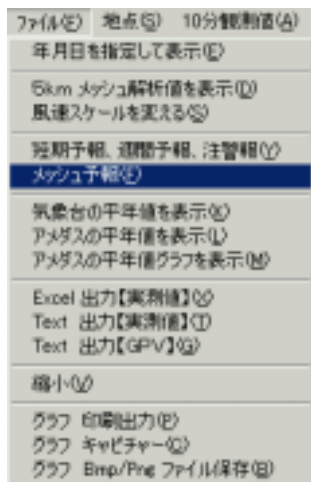 ファイル(E) 地点(S) 10分観測値(A)
年月日を指定して表示(E)
5km メッシュ解析値を表示(D)
風速スケールを変える(S)
短期予報、週間予報、注警報(Y)
メッシュ予報(F)
気象台の平年値を表示(K)
アメダスの平年値を表示(L)
アメダスの平年値グラフを表示(M)
Excel 出力【実測値】(X)
Text 出力【実測値】(T)
Text 出力【GPV】(G)
縮小(V)
グラフ 印刷出力(P)
グラフ キャピチャー(C)
グラフ Bmp/Png ファイル保存(B)